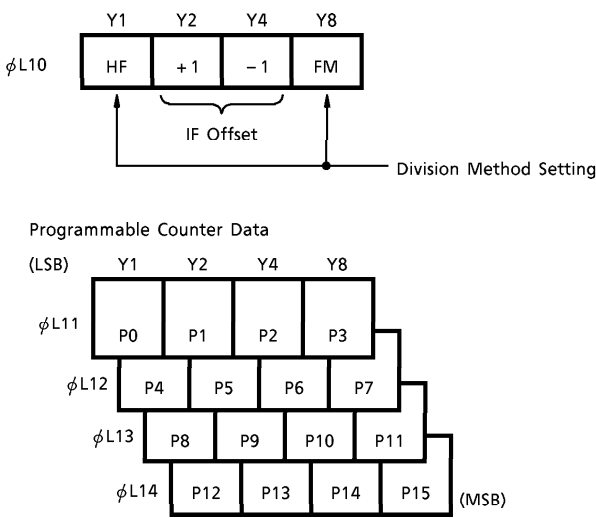 Y1 Y2 Y4 Y8
ϕL10 HF +1 −1 FM
IF Offset
Division Method Setting
Programmable Counter Data
(LSB) Y1 Y2 Y4 Y8
ϕL11 P0 P1 P2 P3
ϕL12 P4 P5 P6 P7
ϕL13 P8 P9 P10 P11
ϕL14 P12 P13 P14 P15 (MSB)